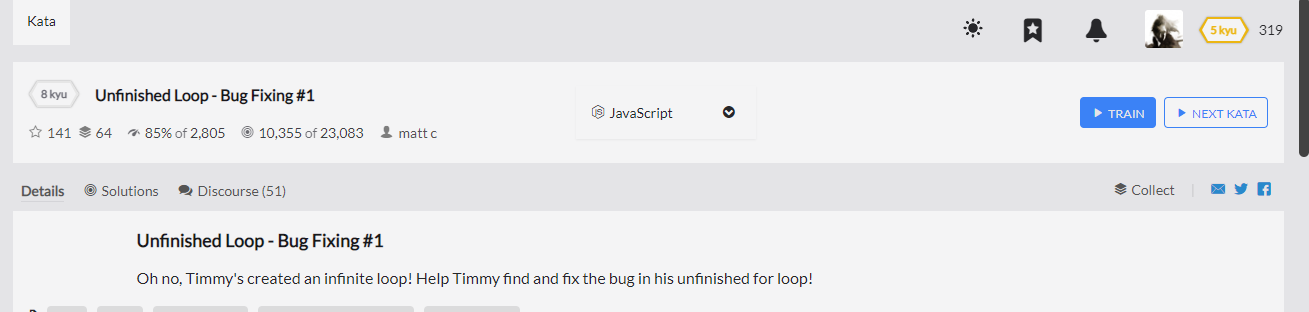 Kata
5 kyu 319
8 kyu Unfinished Loop - Bug Fixing #1
JavaScript
TRAIN
NEXT KATA
141 64 85% of 2,805 10,355 of 23,083 matt c
Details Solutions Discourse (51) Collect
Unfinished Loop - Bug Fixing #1
Oh no, Timmy's created an infinite loop! Help Timmy find and fix the bug in his unfinished for loop!